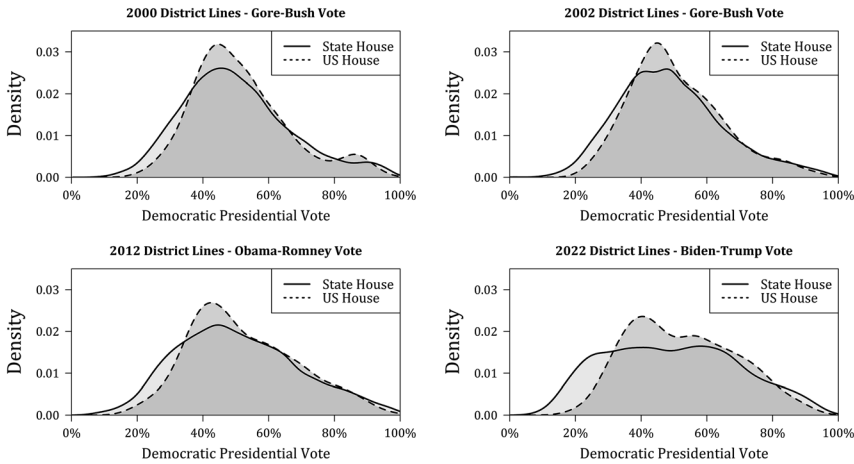 2000 District Lines - Gore-Bush Vote
State House
US House
0.03
0.02
0.01
0.00
Density
0% 20% 40% 60% 80% 100%
Democratic Presidential Vote
2002 District Lines - Gore-Bush Vote
State House
US House
0.03
0.02
0.01
0.00
Density
0% 20% 40% 60% 80% 100%
Democratic Presidential Vote
2012 District Lines - Obama-Romney Vote
State House
US House
0.03
0.02
0.01
0.00
Density
0% 20% 40% 60% 80% 100%
Democratic Presidential Vote
2022 District Lines - Biden-Trump Vote
State House
US House
0.03
0.02
0.01
0.00
Density
0% 20% 40% 60% 80% 100%
Democratic Presidential Vote